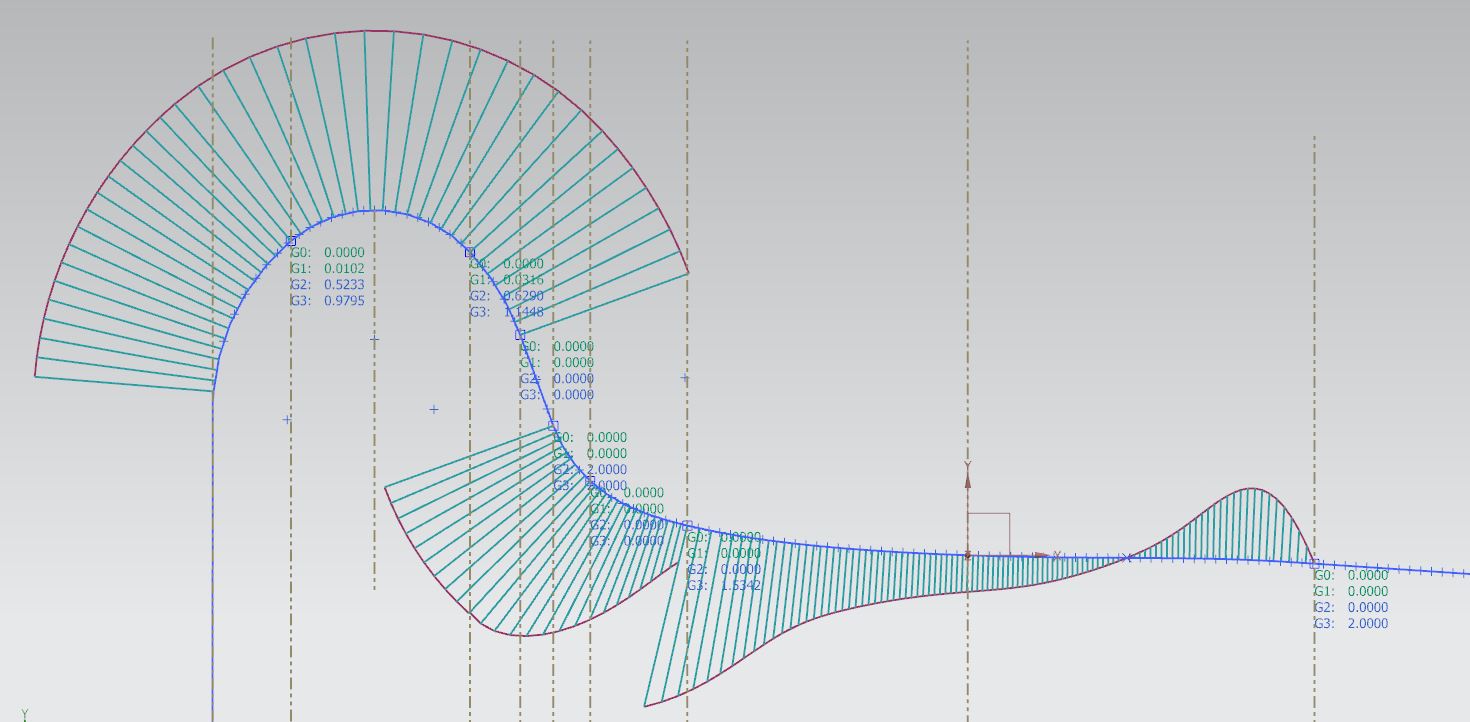 G0: 0.0000
G1: 0.0102
G2: 0.5233
G3: 0.9795
G0: 0.0000
G1: 0.0316
G2: 0.6290
G3: 1.1448
G0: 0.0000
G1: 0.0000
G2: 0.0000
G3: 0.0000
G0: 0.0000
G1: 0.0000
G2: 2.0000
G3: 2.0000
G0: 0.0000
G1: 0.0000
G2: 0.0000
G3: 0.0000
G0: 0.0000
G1: 0.0000
G2: 0.0000
G3: 1.5342
Y
X
G0: 0.0000
G1: 0.0000
G2: 0.0000
G3: 2.0000
Y